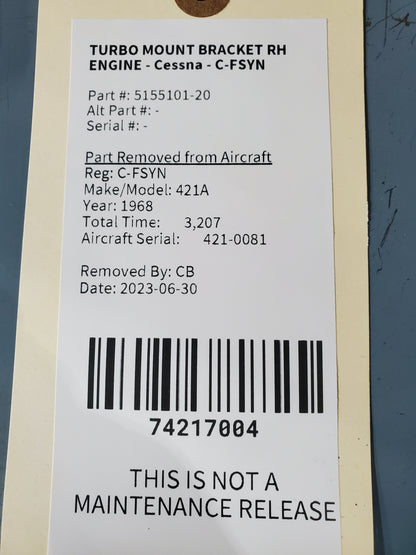 TURBO MOUNT BRACKET RH
ENGINE - Cessna - C-FSYN
Part #: 5155101-20
Alt Part #: -
Serial #: -
Part Removed from Aircraft
Reg: C-FSYN
Make/Model: 421A
Year: 1968
Total Time: 3,207
Aircraft Serial: 421-0081
Removed By: CB
Date: 2023-06-30
74217004
THIS IS NOT A
MAINTENANCE RELEASE